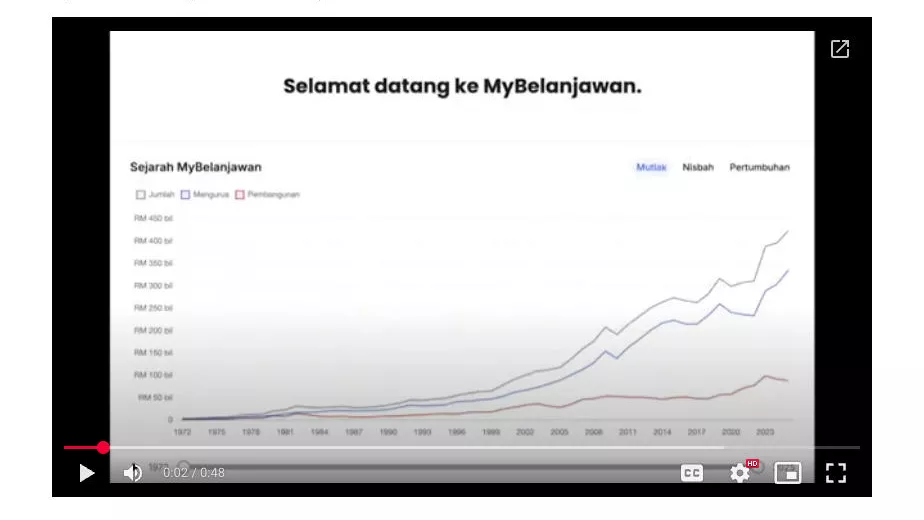 Selamat datang ke MyBelanjawan.
Sejarah MyBelanjawan
Mutlak Nisbah Pertumbuhan
Jumlah Mengurus Pembangunan
RM 450 bil
RM 400 bil
RM 350 bil
RM 300 bil
RM 250 bil
RM 200 bil
RM 150 bil
RM 100 bil
RM 50 bil
0
1972 1975 1978 1981 1984 1987 1990 1993 1996 1999 2002 2005 2008 2011 2014 2017 2020 2023
0:02 / 0:48
CC
HD